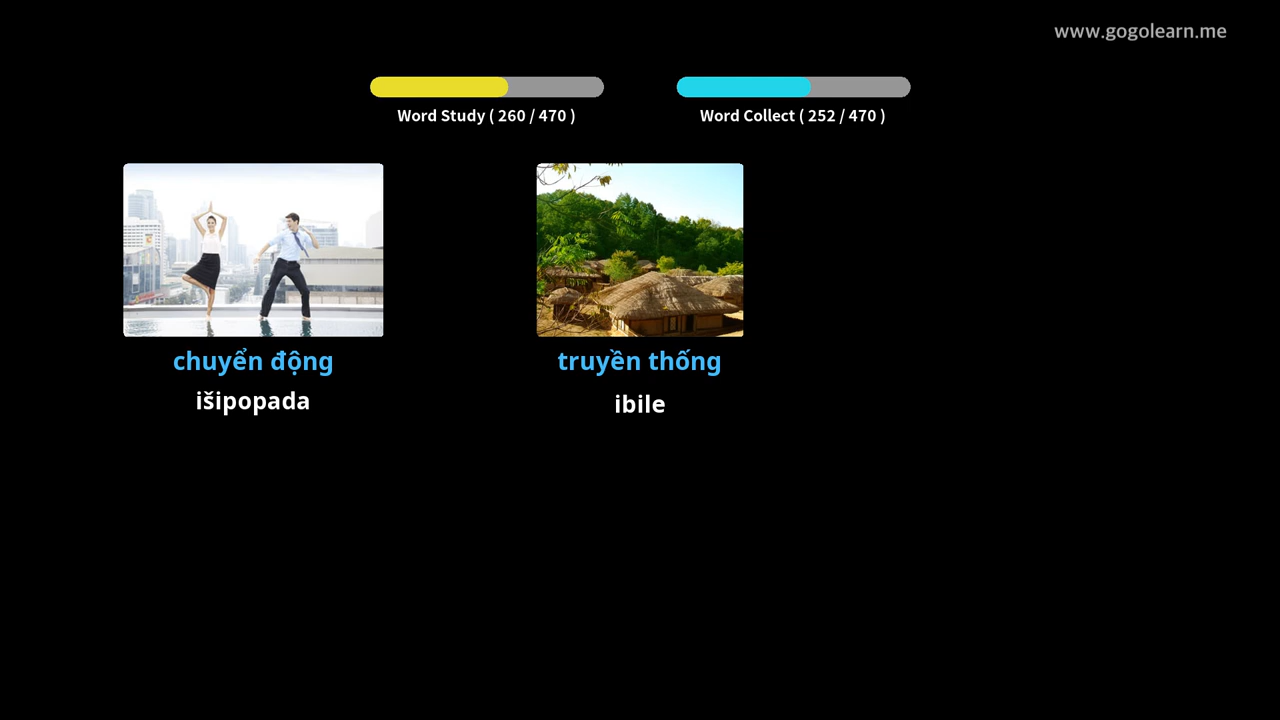 www.gogolearn.me
Word Study ( 260 / 470 )
Word Collect ( 252 / 470 )
chuyển động
išipopada
truyền thống
ibile